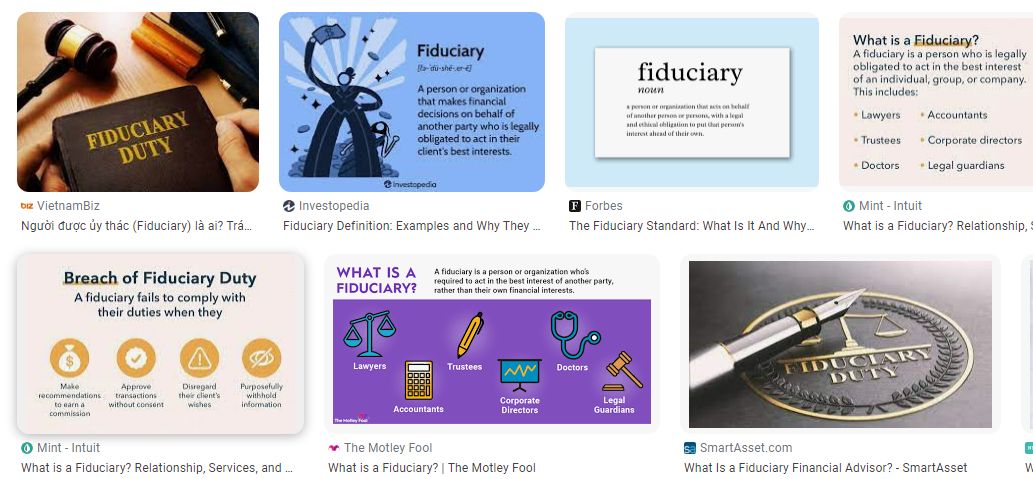 FIDUCIARY
DUTY
biz VietnamBiz
Người được ủy thác (Fiduciary) là ai? Trá...
Fiduciary
[fə-ˈdü-shē-ˌer-ē]
A person or organization
that makes financial
decisions on behalf of
another party who is legally
obligated to act in their
client's best interests.
Investopedia
Investopedia
Fiduciary Definition: Examples and Why They ...
fiduciary
noun
a person or organization that acts on behalf
of another person or persons, with a legal
and ethical obligation to put that person's
interest ahead of their own.
F Forbes
The Fiduciary Standard: What Is It And Why...
What is a Fiduciary?
A fiduciary is a person who is legally
obligated to act in the best interest
of an individual, group, or company.
This includes:
• Lawyers • Accountants
• Trustees • Corporate directors
• Doctors • Legal guardians
Mint - Intuit
What is a Fiduciary? Relationship,
Breach of Fiduciary Duty
A fiduciary fails to comply with
their duties when they
Make
recommendations
to earn a
commission
Approve
transactions
without consent
Disregard
their client's
wishes
Purposefully
withhold
information
Mint - Intuit
What is a Fiduciary? Relationship, Services, and ...
WHAT IS A
FIDUCIARY?
A fiduciary is a person or organization who's
required to act in the best interest of another party,
rather than their own financial interests.
Lawyers
Accountants
Trustees
Corporate
Directors
Doctors
Legal
Guardians
The Motley Fool
The Motley Fool
What is a Fiduciary? | The Motley Fool
FIDUCIARY
DUTY
SmartAsset.com
What Is a Fiduciary Financial Advisor? - SmartAsset